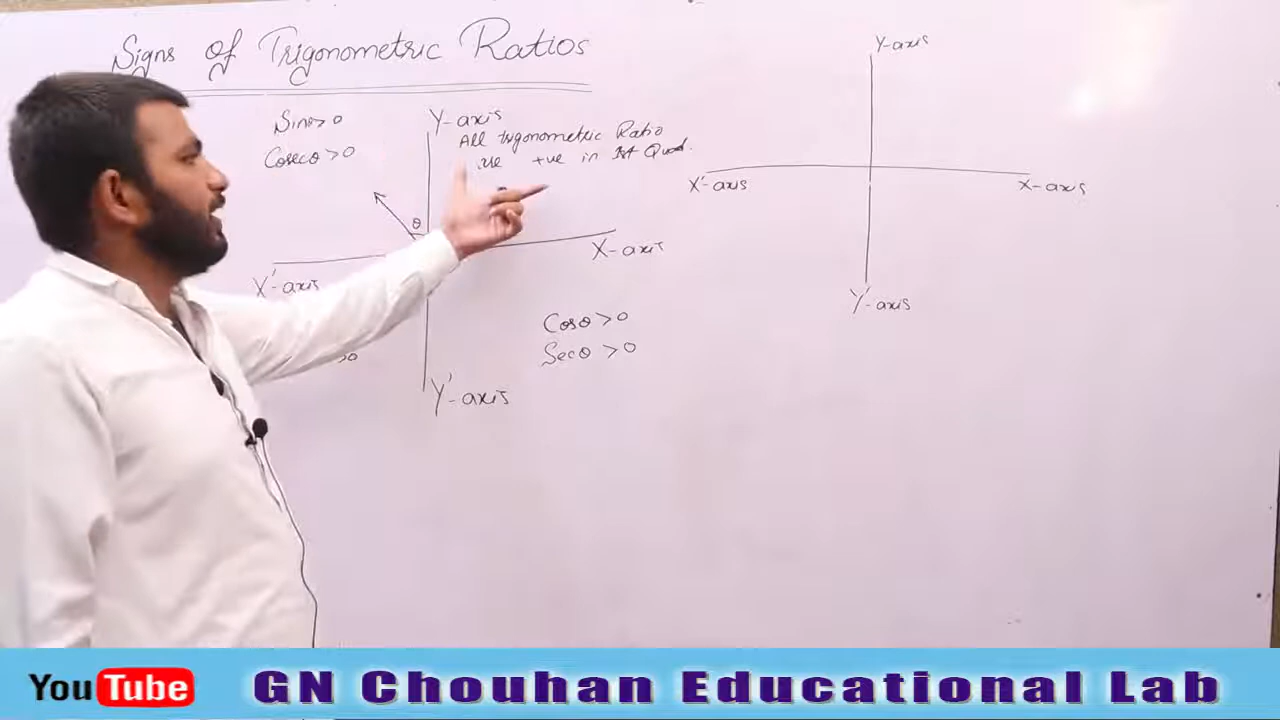 Signs of Trigonometric Ratios
Sinθ>0
Cosecθ>0
Y-axis
All trigonometric Ratio
+ve in 1st Quad.
θ
X-axis
X'-axis
Cosθ>0
Secθ>0
>0
Y'-axis
Y-axis
X'-axis
X-axis
Y'-axis
YouTube GN Chouhan Educational Lab